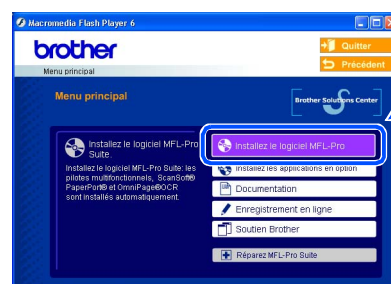 Macromedia Flash Player 6
brother
Quitter
Précédent
Menu principal
Menu principal
Brother Solutions Center
Installez le logiciel MFL-Pro
Suite.
Installez le logiciel MFL-Pro Suite: les
pilotes multifonctionnels, ScanSoft®
PaperPort® et OmniPage®OCR
sont installés automatiquement.
Installez le logiciel MFL-Pro
Installez les applications en option
Documentation
Enregistrement en ligne
Soutien Brother
Réparez MFL-Pro Suite